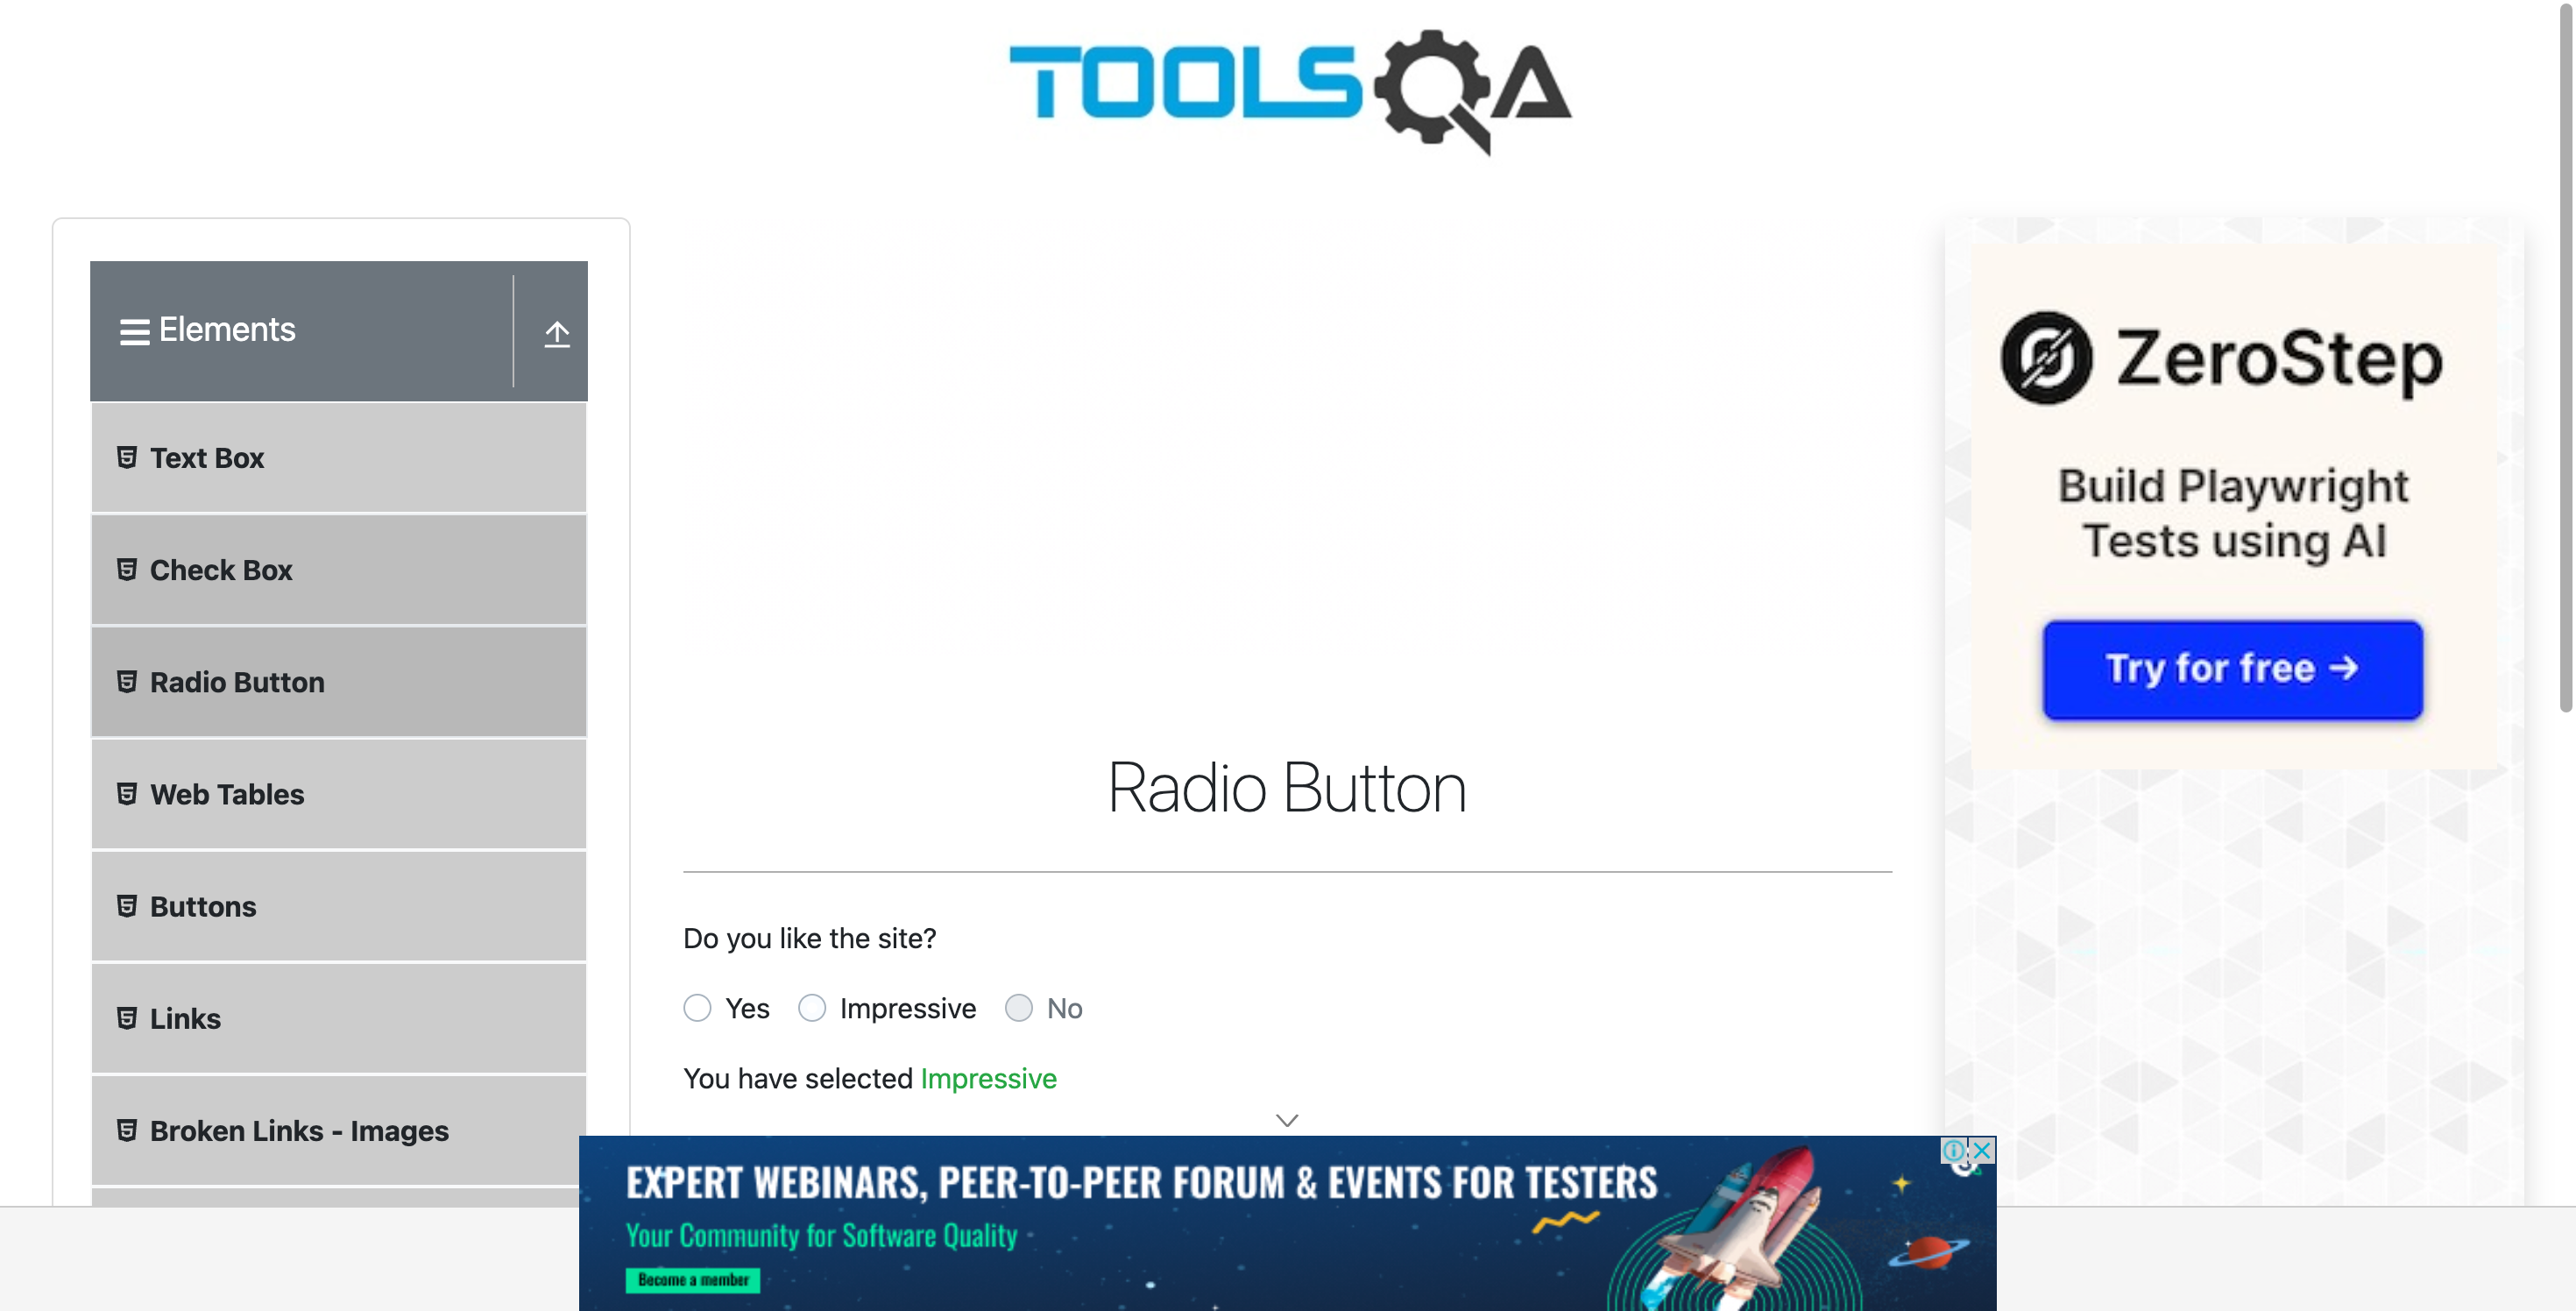 TOOLSQA
Elements
Text Box
Check Box
Radio Button
Web Tables
Buttons
Links
Broken Links - Images
Radio Button
Do you like the site?
Yes Impressive No
You have selected Impressive
ZeroStep
Build Playwright
Tests using AI
Try for free →
EXPERT WEBINARS, PEER-TO-PEER FORUM & EVENTS FOR TESTERS
Your Community for Software Quality
Become a member